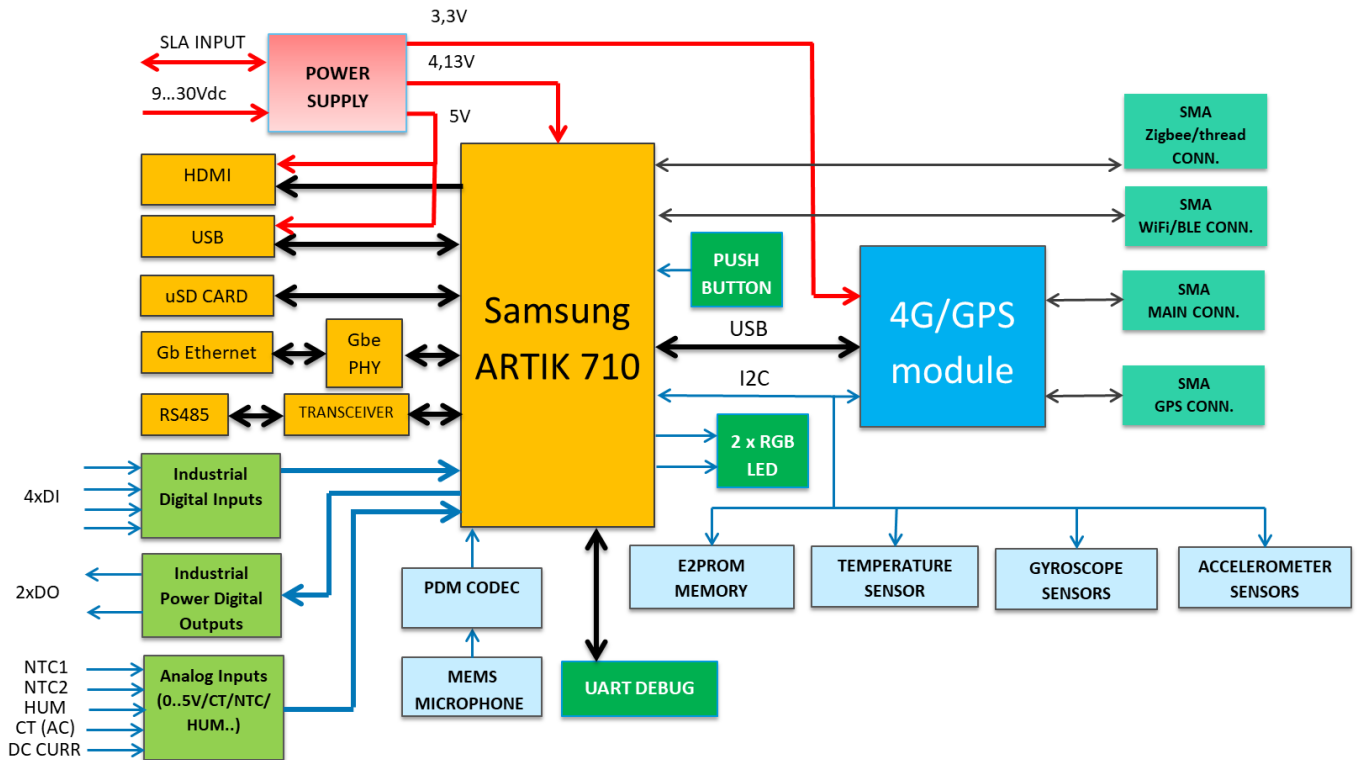 3,3V
SLA INPUT
4,13V
POWER
SUPPLY
9...30Vdc
5V
SMA
Zigbee/thread
CONN.
HDMI
SMA
WiFi/BLE CONN.
USB
PUSH
BUTTON
uSD CARD
SMA
MAIN CONN.
Samsung
ARTIK 710
USB
4G/GPS
module
Gb Ethernet
Gbe
PHY
I2C
SMA
GPS CONN.
RS485
TRANSCEIVER
2 x RGB
LED
4xDI
Industrial
Digital Inputs
E2PROM
MEMORY
TEMPERATURE
SENSOR
GYROSCOPE
SENSORS
ACCELEROMETER
SENSORS
2xDO
Industrial
Power Digital
Outputs
PDM CODEC
NTC1
NTC2
HUM
CT (AC)
DC CURR
Analog Inputs
(0..5V/CT/NTC/
HUM..)
MEMS
MICROPHONE
UART DEBUG